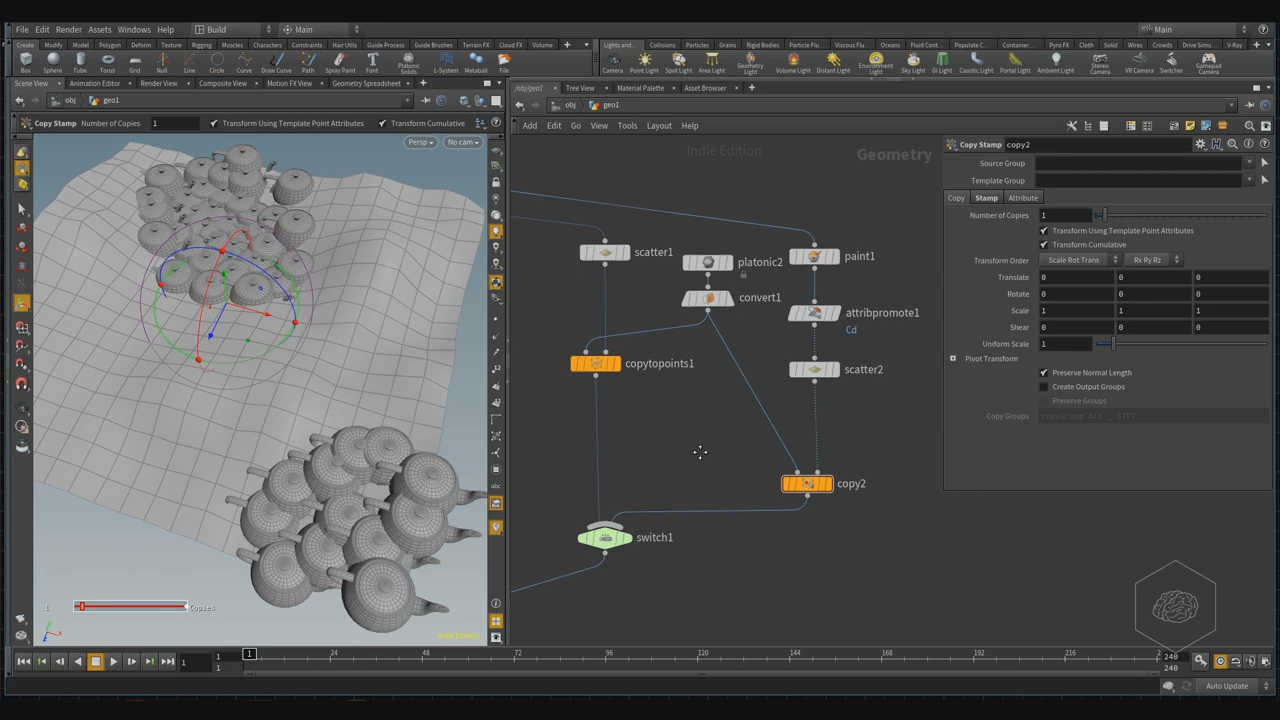 File Edit Render Assets Windows Help Build Main Main
Create Modify Model Polygon Deform Texture Rigging Muscles Characters Constraints Hair Utils Guide Process Guide Brushes Terrain FX Cloud FX Volume
Lights and... Collisions Particles Grains Rigid Bodies Particle Flu... Viscous Flu... Oceans Fluid Cont... Populate C... Container... Pyro FX Cloth Solid Wires Crowds Drive Simu... V-Ray
Box Sphere Tube Torus Grid Null Line Circle Curve Draw Curve Path Spray Paint Font Platonic Solids L-System Metaball File
Camera Point Light Spot Light Area Light Geometry Light Volume Light Distant Light Environment Light Sky Light GI Light Caustic Light Portal Light Ambient Light Stereo Camera VR Camera Switcher Gamepad Camera
Scene View Animation Editor Render View Composite View Motion FX View Geometry Spreadsheet
/obj/geo1 Tree View Material Palette Asset Browser
obj geo1
obj geo1
Copy Stamp Number of Copies 1 Transform Using Template Point Attributes Transform Cumulative
Add Edit Go View Tools Layout Help
Persp No cam
Indie Edition
Geometry
scatter1
platonic2
paint1
convert1
attribpromote1
Cd
copytopoints1
scatter2
copy2
switch1
Copy Stamp copy2
Source Group
Template Group
Copy Stamp Attribute
Number of Copies 1
Transform Using Template Point Attributes
Transform Cumulative
Transform Order Scale Rot Trans Rx Ry Rz
Translate 0 0 0
Rotate 0 0 0
Scale 1 1 1
Shear 0 0 0
Uniform Scale 1
Pivot Transform
Preserve Normal Length
Create Output Groups
Preserve Groups
Copy Groups
abc
1 Copies
y x z
Indie Edition
1 1 1 1 24 48 72 96 120 144 168 192 216 2 240 240
Auto Update